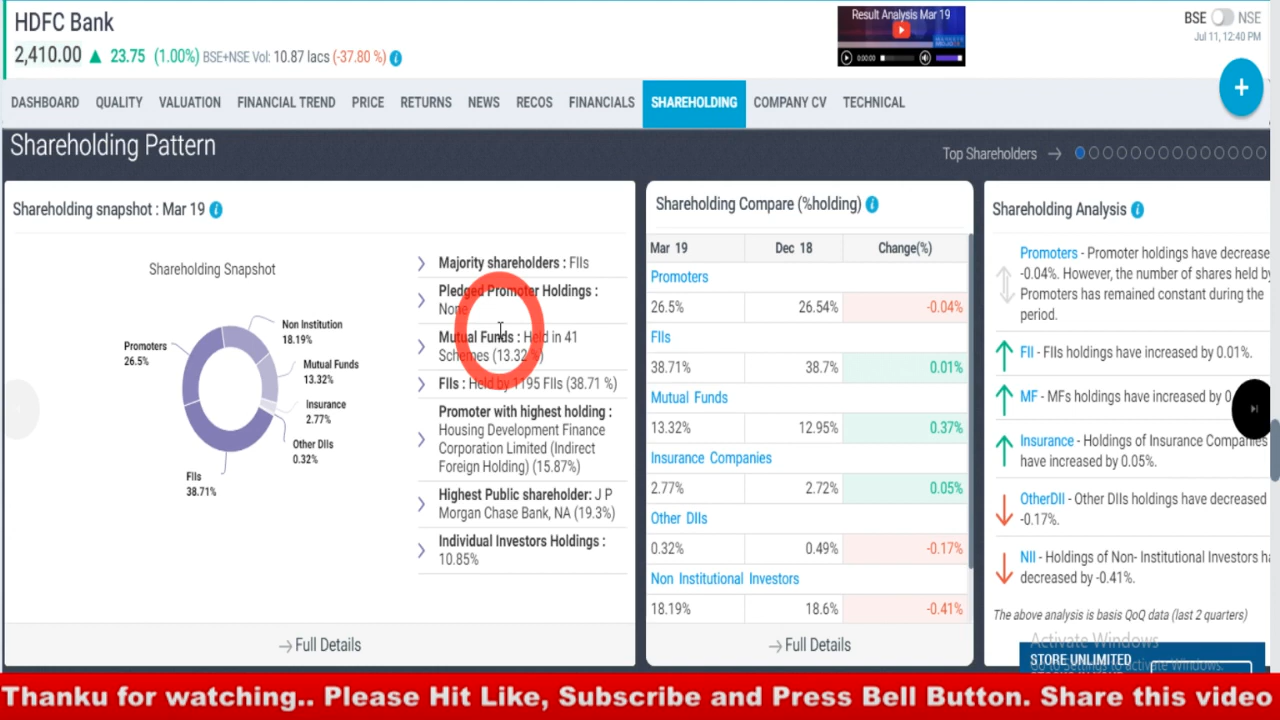 HDFC Bank
2,410.00 ▲ 23.75 (1.00%) BSE+NSE Vol: 10.87 lacs (-37.80 %)
Result Analysis Mar 19
0:00:00
BSE NSE
Jul 11, 12:40 PM
+
DASHBOARD QUALITY VALUATION FINANCIAL TREND PRICE RETURNS NEWS RECOS FINANCIALS SHAREHOLDING COMPANY CV TECHNICAL
Shareholding Pattern
Top Shareholders →
Shareholding snapshot : Mar 19
Shareholding Snapshot
Non Institution
18.19%
Promoters
26.5%
Mutual Funds
13.32%
Insurance
2.77%
Other DIIs
0.32%
FIIs
38.71%
Majority shareholders : FIIs
Pledged Promoter Holdings :
None
Mutual Funds : Held in 41
Schemes (13.32 %)
FIIs : Held by 1195 FIIs (38.71 %)
Promoter with highest holding :
Housing Development Finance
Corporation Limited (Indirect
Foreign Holding) (15.87%)
Highest Public shareholder: J P
Morgan Chase Bank, NA (19.3%)
Individual Investors Holdings :
10.85%
→ Full Details
Shareholding Compare (%holding)
Mar 19 Dec 18 Change(%)
Promoters
26.5% 26.54% -0.04%
FIIs
38.71% 38.7% 0.01%
Mutual Funds
13.32% 12.95% 0.37%
Insurance Companies
2.77% 2.72% 0.05%
Other DIIs
0.32% 0.49% -0.17%
Non Institutional Investors
18.19% 18.6% -0.41%
→ Full Details
Shareholding Analysis
Promoters - Promoter holdings have decrease
-0.04%. However, the number of shares held by
Promoters has remained constant during the
period.
FII - FIIs holdings have increased by 0.01%.
MF - MFs holdings have increased by 0
Insurance - Holdings of Insurance Companies
have increased by 0.05%.
OtherDII - Other DIIs holdings have decreased
-0.17%.
NII - Holdings of Non- Institutional Investors ha
decreased by -0.41%.
The above analysis is basis QoQ data (last 2 quarters)
Activate Windows
Go to Settings to activate Windows.
STORE UNLIMITED
Thanku for watching.. Please Hit Like, Subscribe and Press Bell Button. Share this video